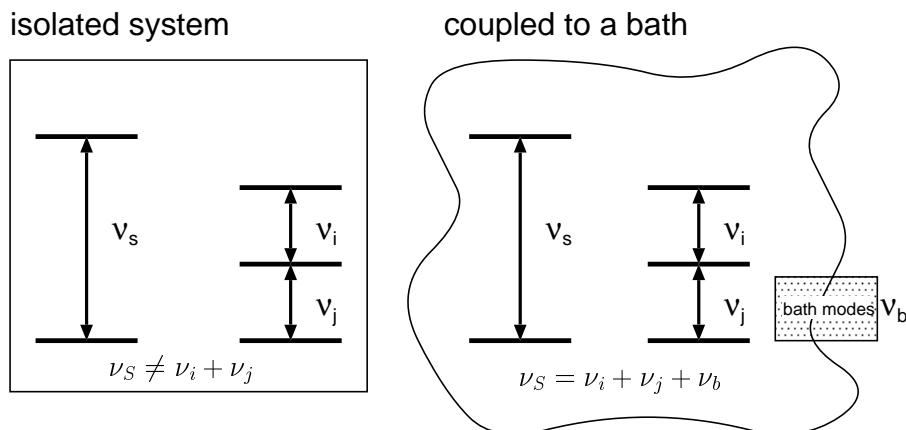 isolated system
coupled to a bath
νs
νi
νj
νS ≠ νi + νj
νs
νi
νj
bath modes
νb
νS = νi + νj + νb